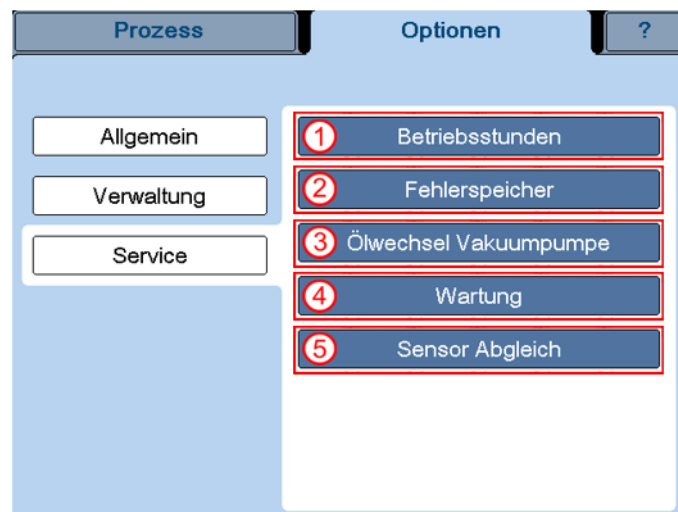 Prozess
Optionen
?
Allgemein
Verwaltung
Service
1 Betriebsstunden
2 Fehlerspeicher
3 Ölwechsel Vakuumpumpe
4 Wartung
5 Sensor Abgleich